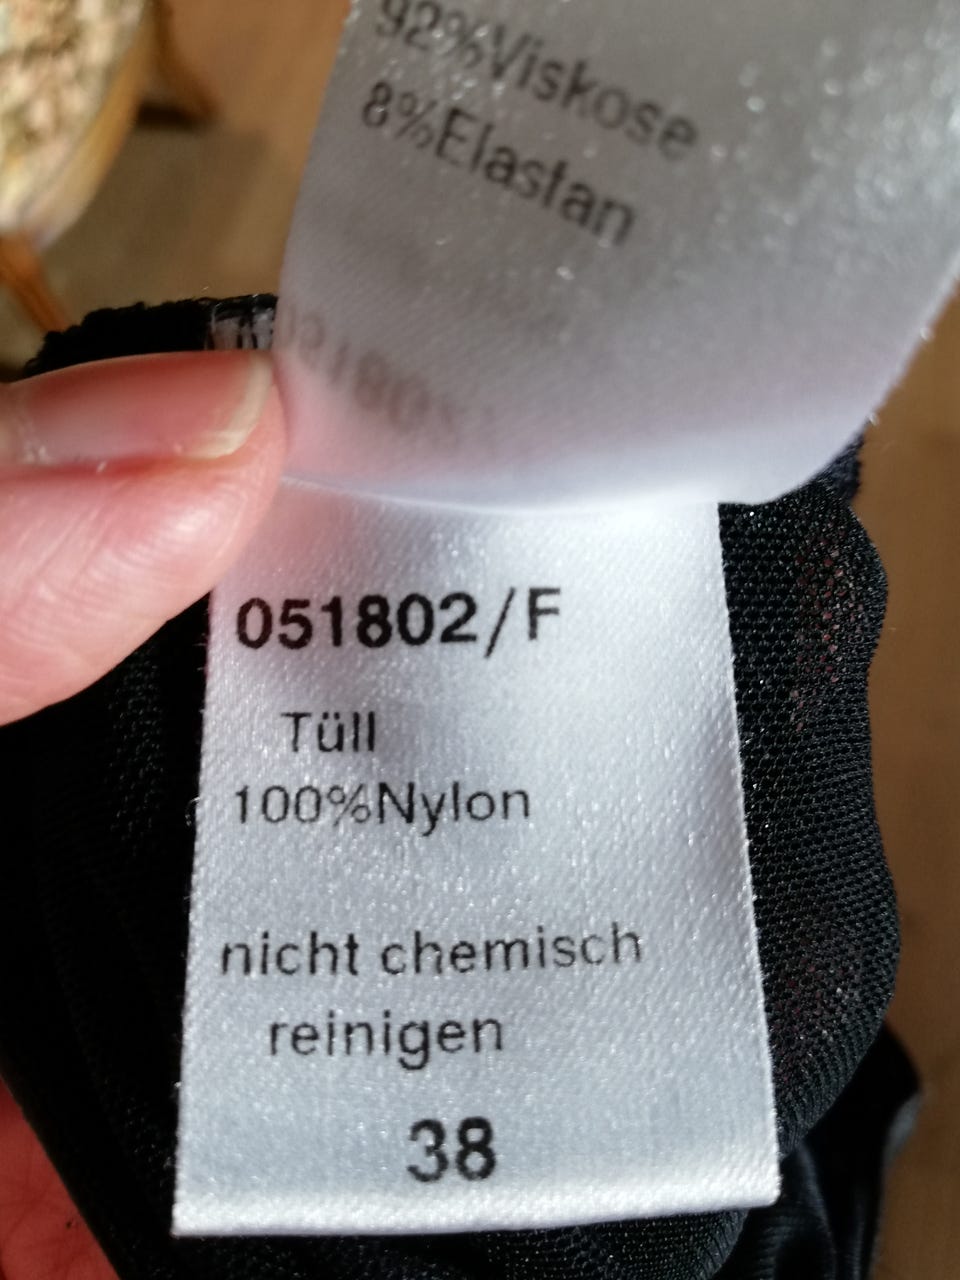 92%Viskose
8%Elastan
051802/F
Tüll
100%Nylon
nicht chemisch
reinigen
38